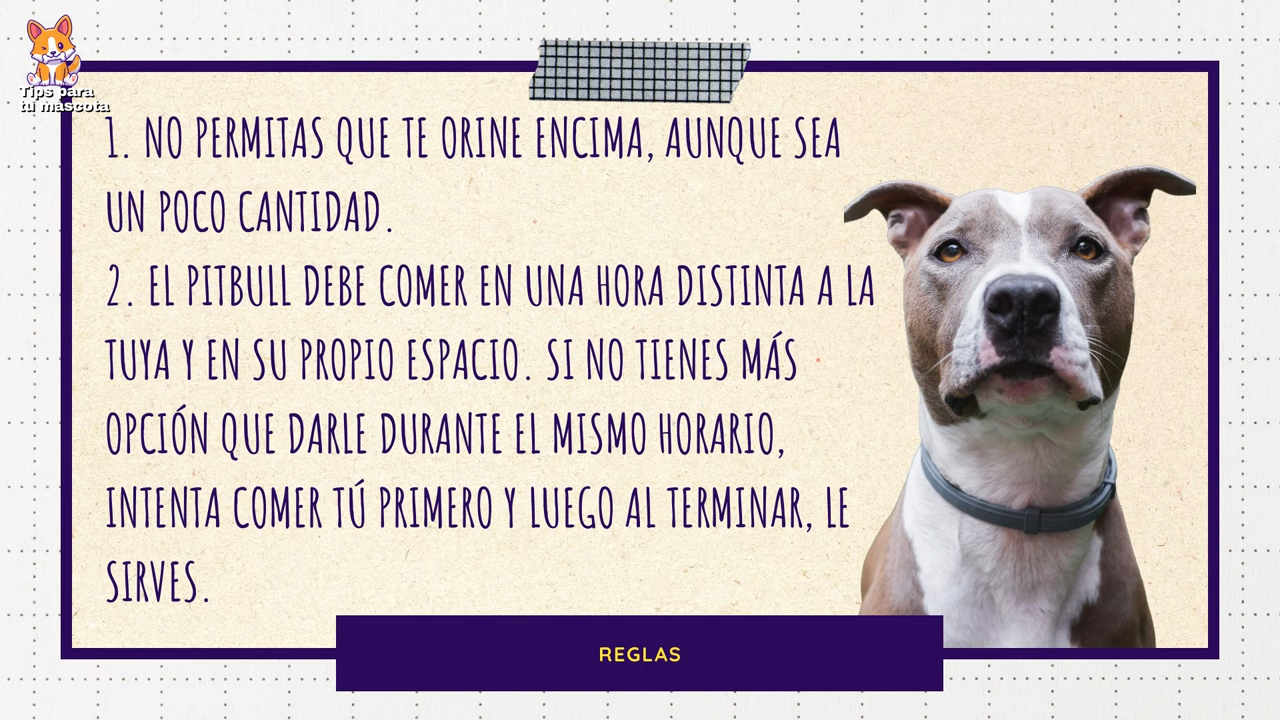 Tips para
tu mascota
1. NO PERMITAS QUE TE ORINE ENCIMA, AUNQUE SEA
UN POCO CANTIDAD.
2. EL PITBULL DEBE COMER EN UNA HORA DISTINTA A LA
TUYA Y EN SU PROPIO ESPACIO. SI NO TIENES MÁS
OPCIÓN QUE DARLE DURANTE EL MISMO HORARIO,
INTENTA COMER TÚ PRIMERO Y LUEGO AL TERMINAR, LE
SIRVES.
REGLAS